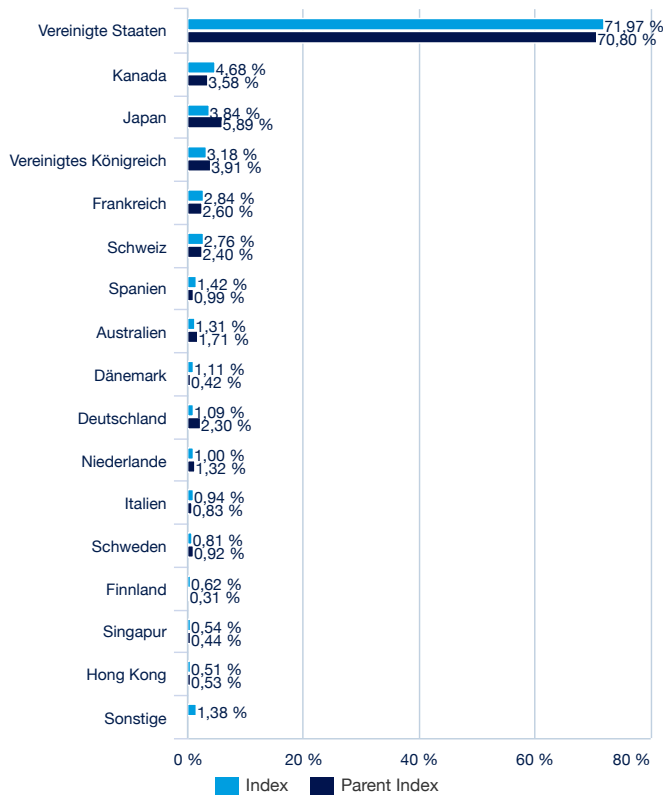 Vereinigte Staaten
71,97 %
70,80 %
Kanada
4,68 %
3,58 %
Japan
3,84 %
5,89 %
Vereinigtes Königreich
3,18 %
3,91 %
Frankreich
2,84 %
2,60 %
Schweiz
2,76 %
2,40 %
Spanien
1,42 %
0,99 %
Australien
1,31 %
1,71 %
Dänemark
1,11 %
0,42 %
Deutschland
1,09 %
2,30 %
Niederlande
1,00 %
1,32 %
Italien
0,94 %
0,83 %
Schweden
0,81 %
0,92 %
Finnland
0,62 %
0,31 %
Singapur
0,54 %
0,44 %
Hong Kong
0,51 %
0,53 %
Sonstige
1,38 %
0 % 20 % 40 % 60 % 80 %
Index Parent Index